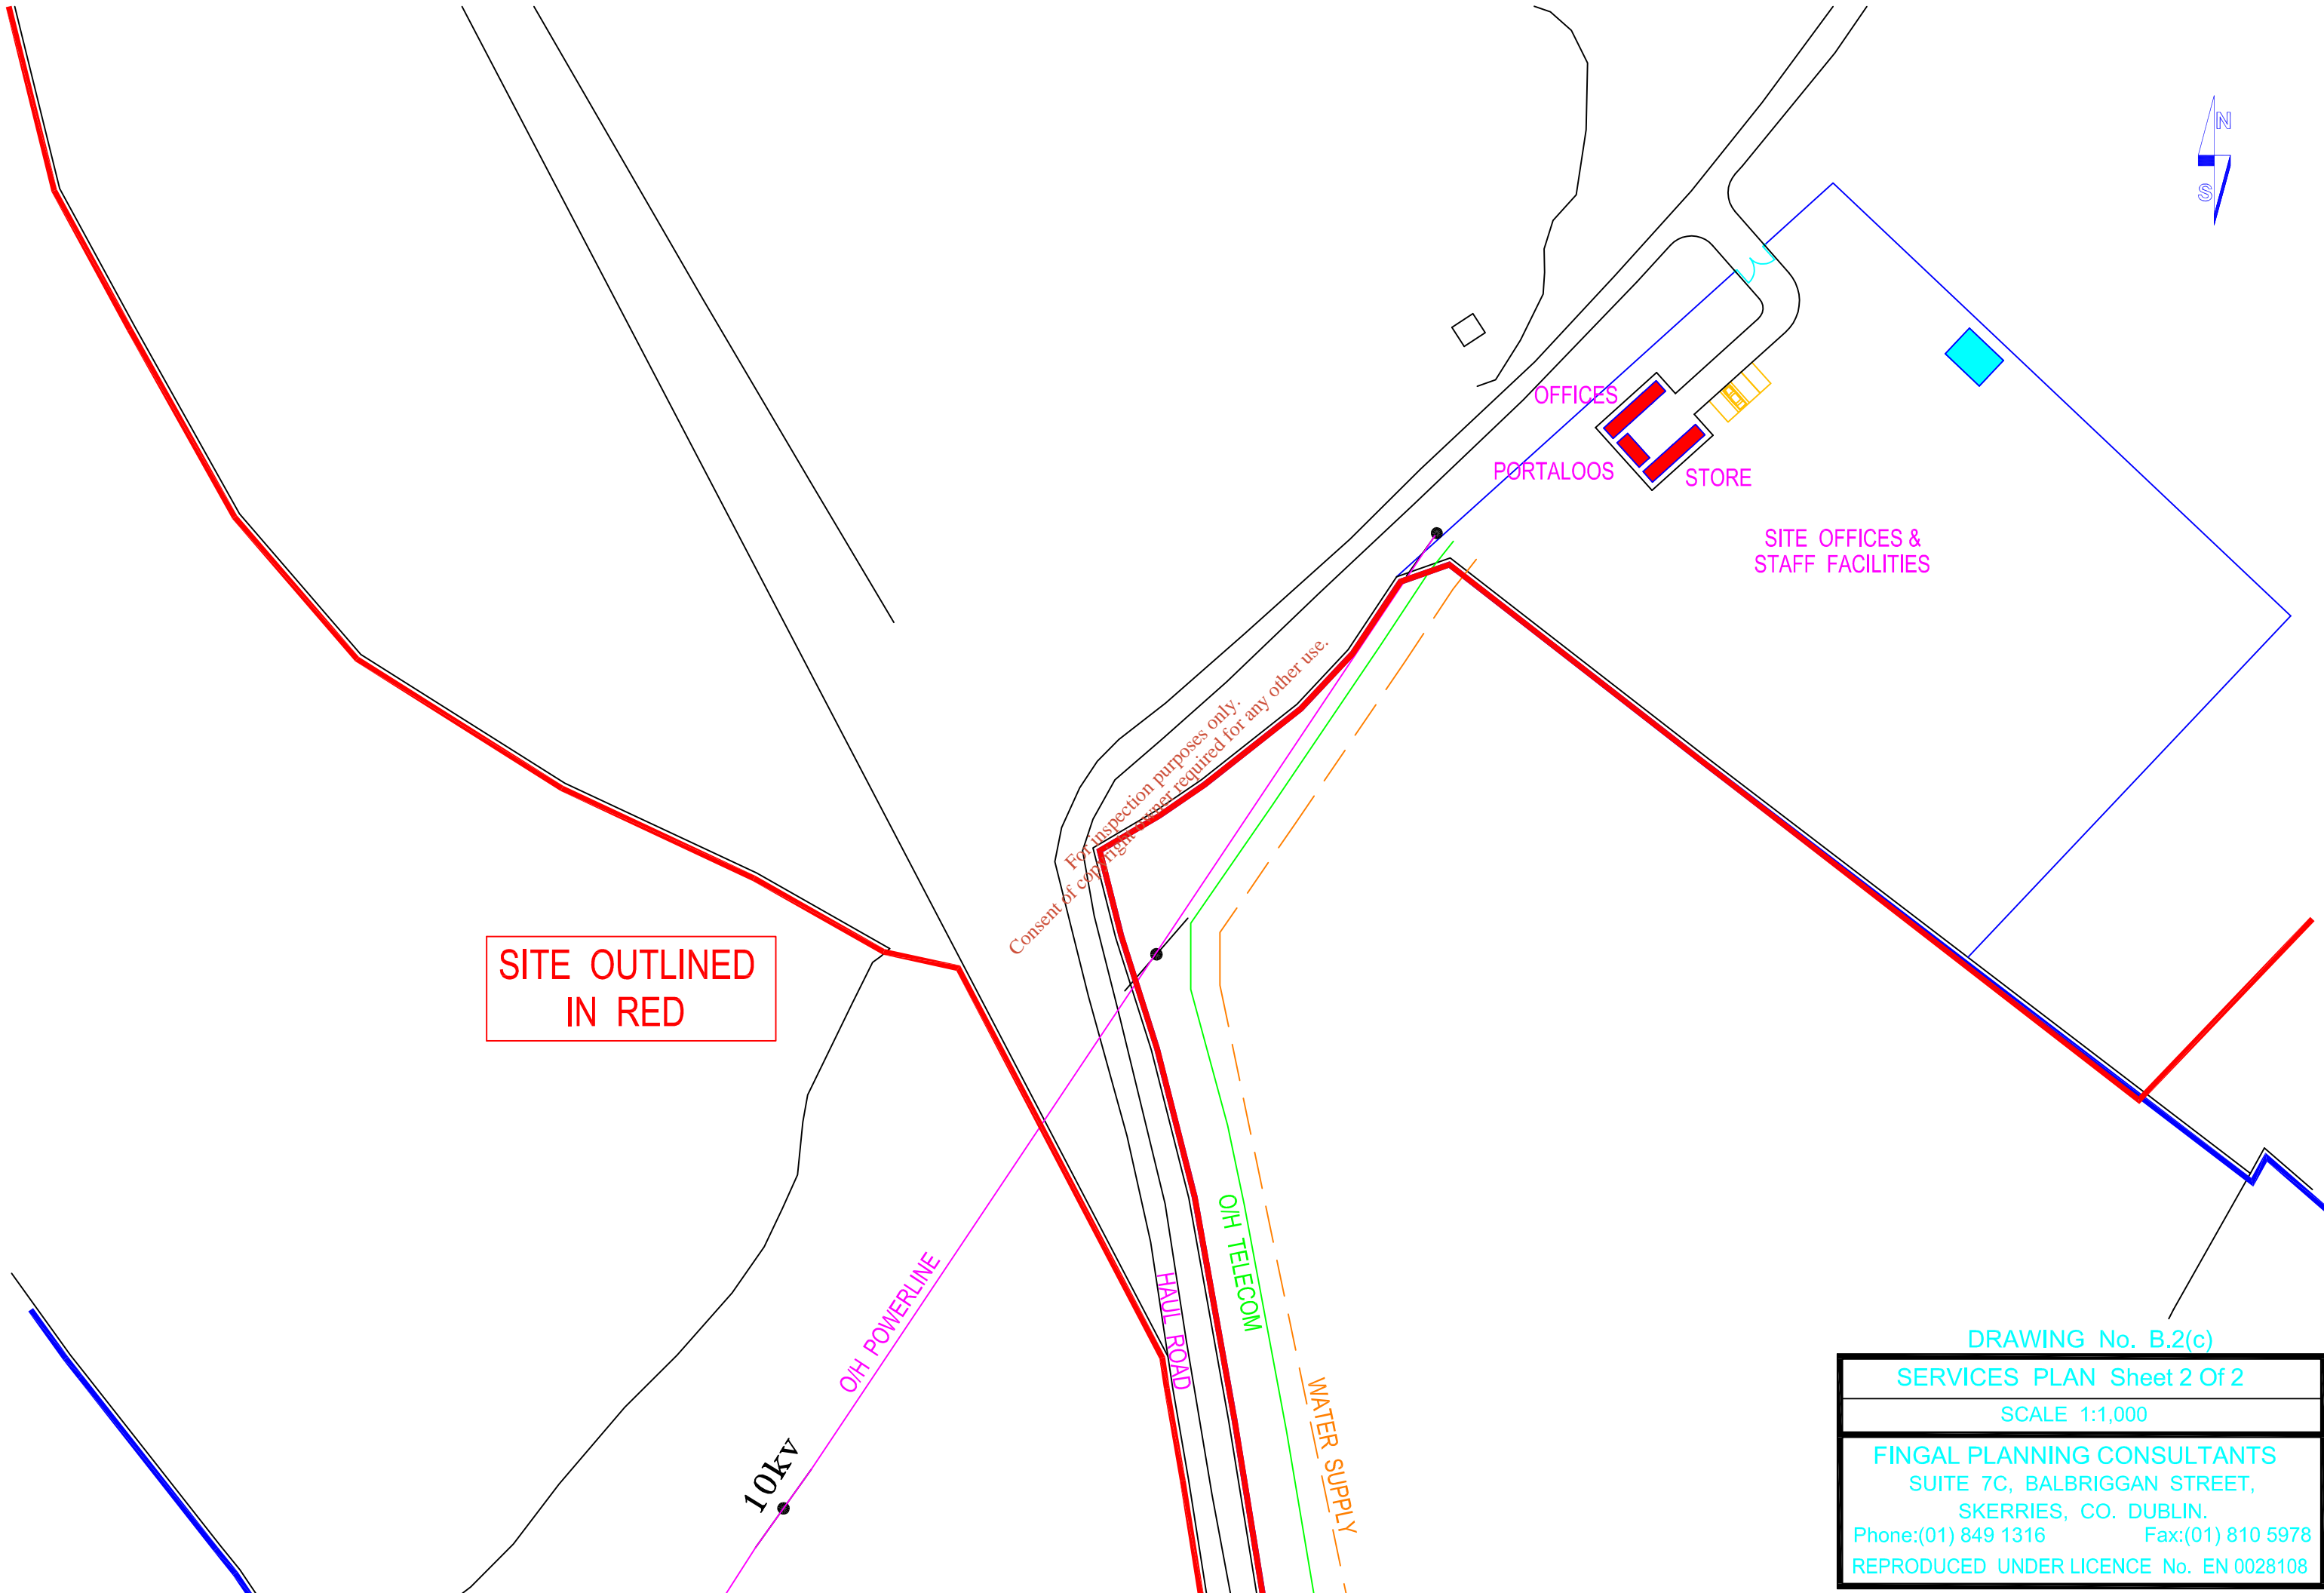 N
S
OFFICES
PORTALOOS
STORE
SITE OFFICES &
STAFF FACILITIES
For inspection purposes only.
Consent of copyright owner required for any other use.
SITE OUTLINED
IN RED
O/H POWERLINE
HAUL ROAD
O/H TELECOM
WATER SUPPLY
10kv
DRAWING No. B.2(c)
SERVICES PLAN Sheet 2 Of 2
SCALE 1:1,000
FINGAL PLANNING CONSULTANTS
SUITE 7C, BALBRIGGAN STREET,
SKERRIES, CO. DUBLIN.
Phone:(01) 849 1316 Fax:(01) 810 5978
REPRODUCED UNDER LICENCE No. EN 0028108